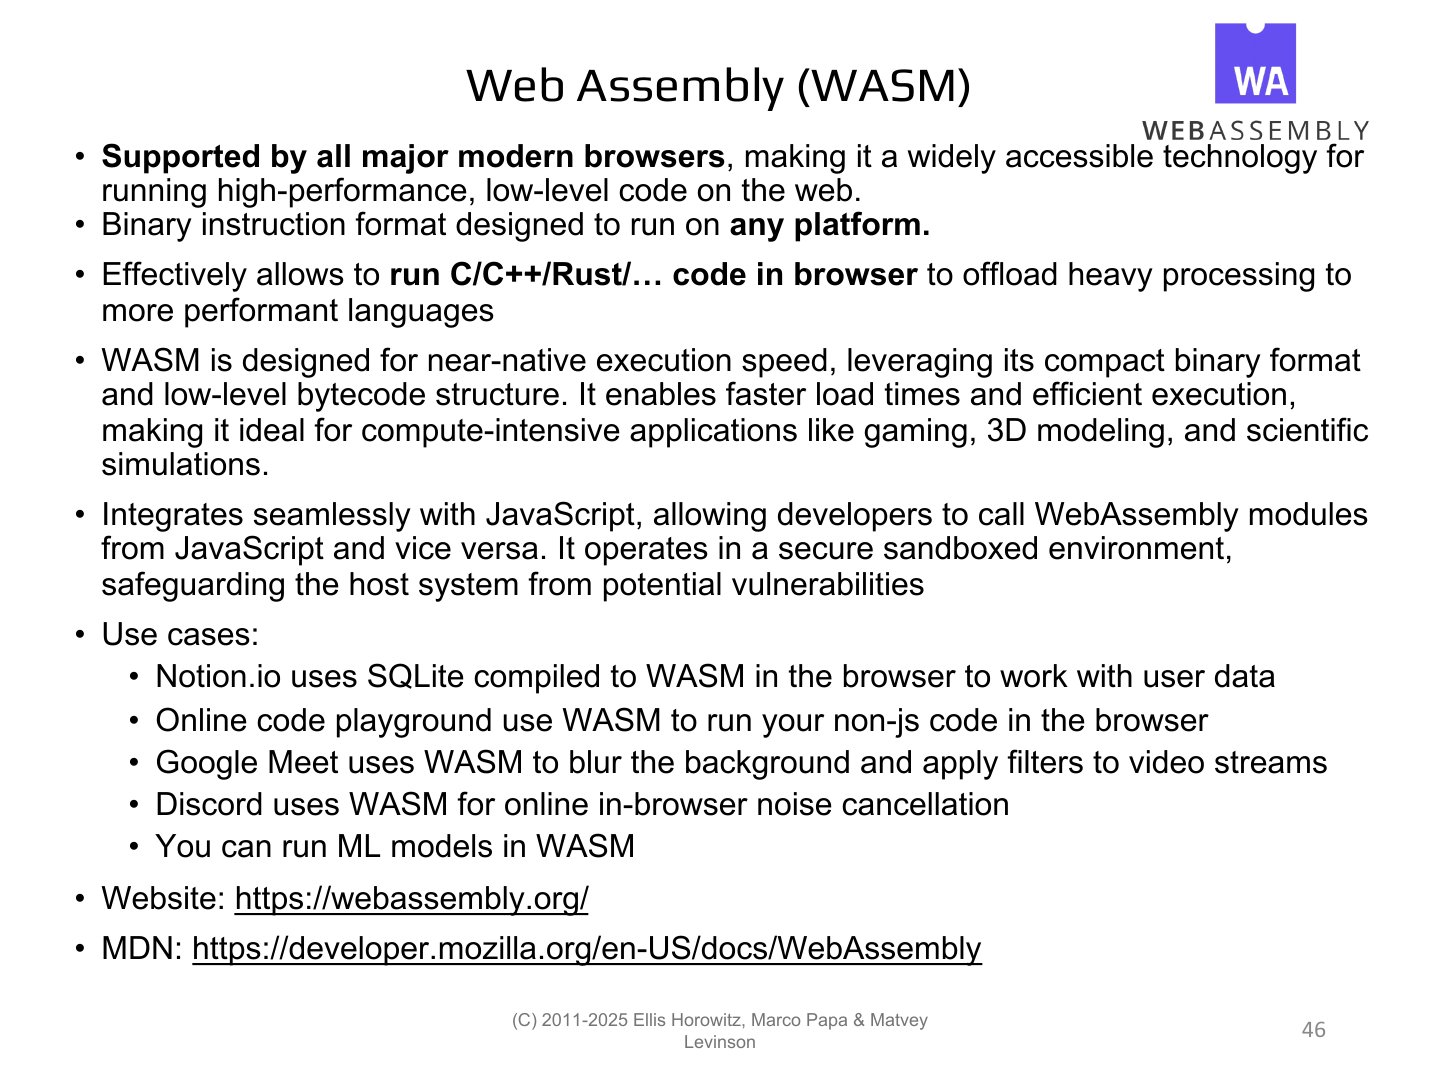 Web Assembly (WASM)
WA
WEBASSEMBLY
• Supported by all major modern browsers, making it a widely accessible technology for
running high-performance, low-level code on the web.
• Binary instruction format designed to run on any platform.
• Effectively allows to run C/C++/Rust/… code in browser to offload heavy processing to
more performant languages
• WASM is designed for near-native execution speed, leveraging its compact binary format
and low-level bytecode structure. It enables faster load times and efficient execution,
making it ideal for compute-intensive applications like gaming, 3D modeling, and scientific
simulations.
• Integrates seamlessly with JavaScript, allowing developers to call WebAssembly modules
from JavaScript and vice versa. It operates in a secure sandboxed environment,
safeguarding the host system from potential vulnerabilities
• Use cases:
• Notion.io uses SQLite compiled to WASM in the browser to work with user data
• Online code playground use WASM to run your non-js code in the browser
• Google Meet uses WASM to blur the background and apply filters to video streams
• Discord uses WASM for online in-browser noise cancellation
• You can run ML models in WASM
• Website: https://webassembly.org/
• MDN: https://developer.mozilla.org/en-US/docs/WebAssembly
(C) 2011-2025 Ellis Horowitz, Marco Papa & Matvey
Levinson
46